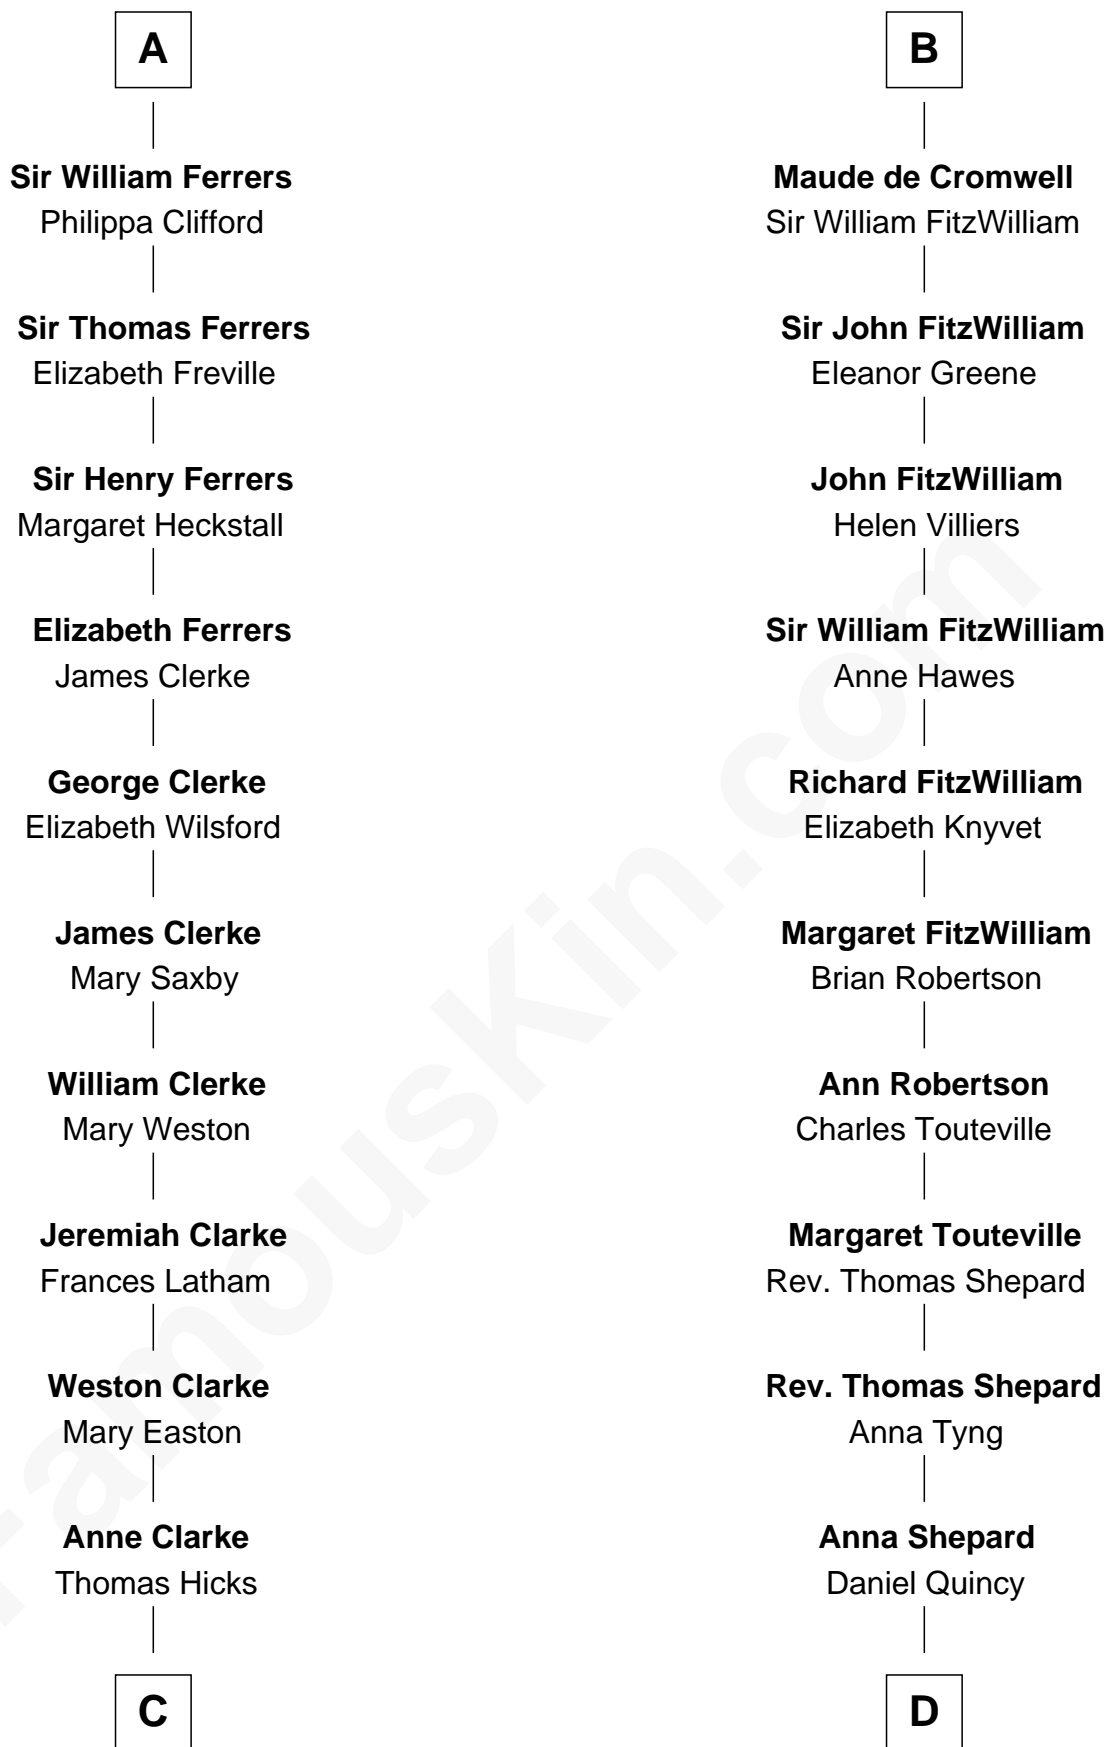 A
Sir William Ferrers
Philippa Clifford
Sir Thomas Ferrers
Elizabeth Freville
Sir Henry Ferrers
Margaret Heckstall
Elizabeth Ferrers
James Clerke
George Clerke
Elizabeth Wilsford
James Clerke
Mary Saxby
William Clerke
Mary Weston
Jeremiah Clarke
Frances Latham
Weston Clarke
Mary Easton
Anne Clarke
Thomas Hicks
C
B
Maude de Cromwell
Sir William FitzWilliam
Sir John FitzWilliam
Eleanor Greene
John FitzWilliam
Helen Villiers
Sir William FitzWilliam
Anne Hawes
Richard FitzWilliam
Elizabeth Knyvet
Margaret FitzWilliam
Brian Robertson
Ann Robertson
Charles Touteville
Margaret Touteville
Rev. Thomas Shepard
Rev. Thomas Shepard
Anna Tyng
Anna Shepard
Daniel Quincy
D
FamousKin.com